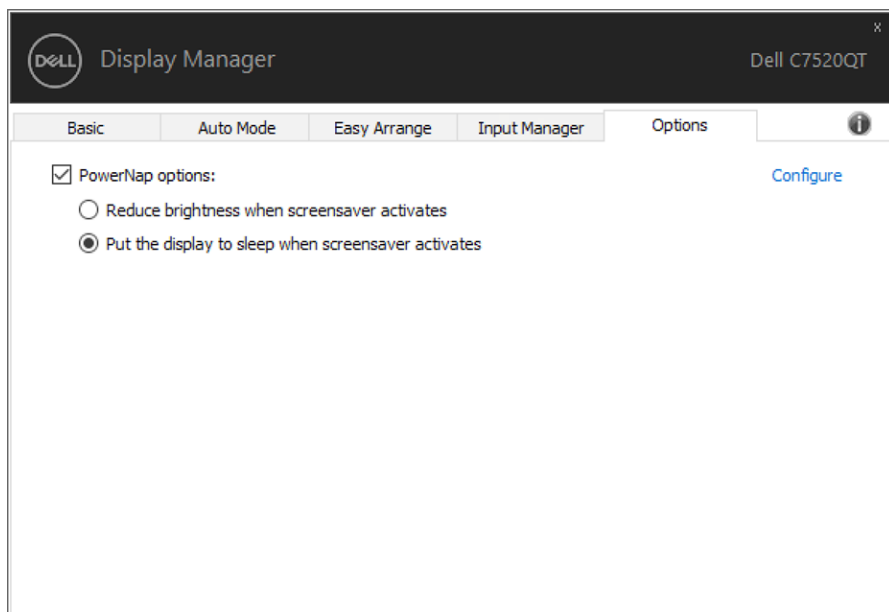 x
DELL
Display Manager
Dell C7520QT
Basic
Auto Mode
Easy Arrange
Input Manager
Options
i
PowerNap options:
Configure
Reduce brightness when screensaver activates
Put the display to sleep when screensaver activates